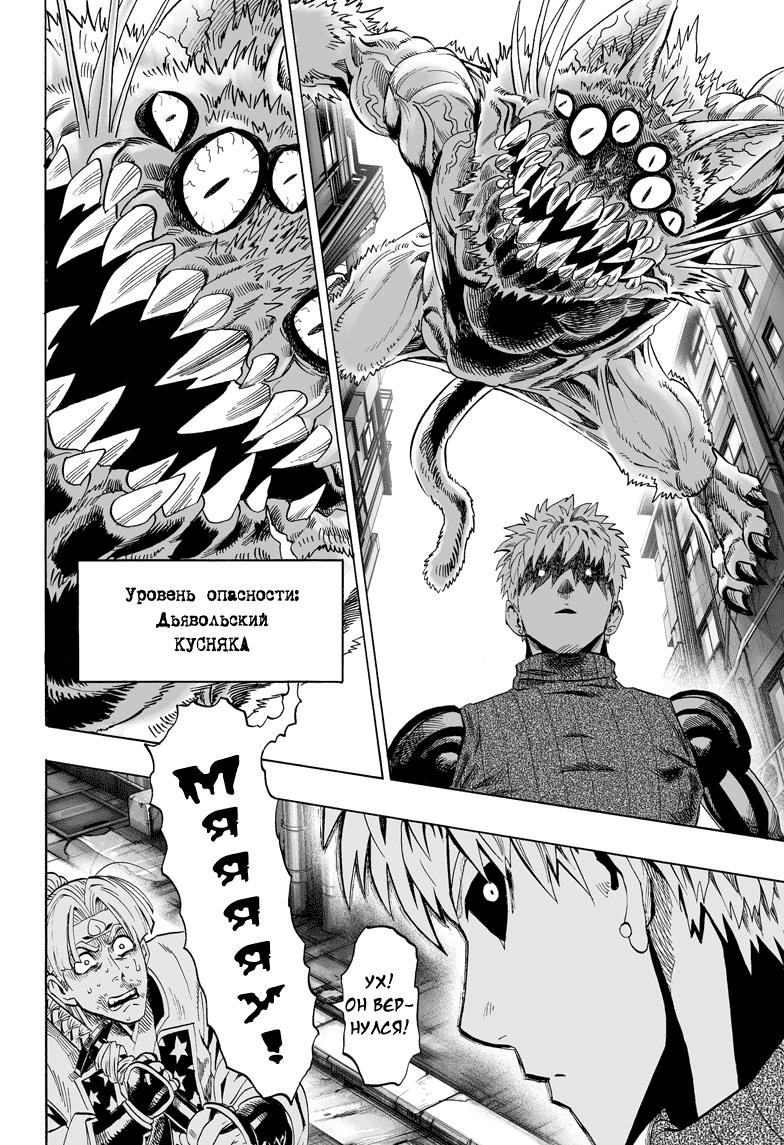 Уровень опасности:
Дьявольский
КУСНЯКА
МЯЯЯЯУ!
УХ!
ОН ВЕР-
НУЛСЯ!